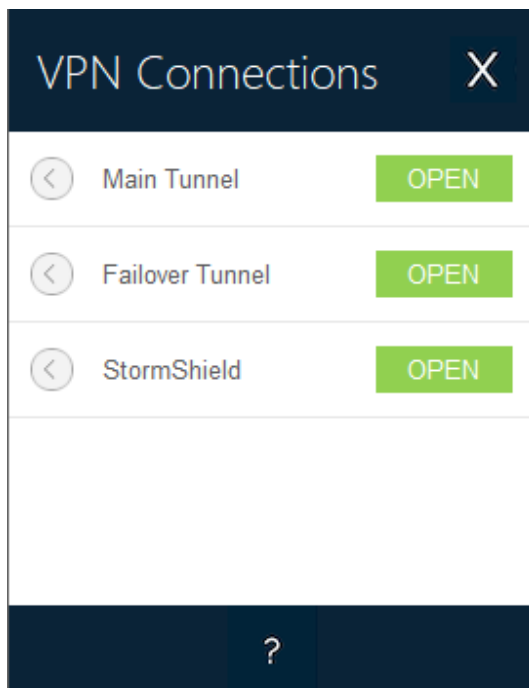 VPN Connections X
Main Tunnel OPEN
Failover Tunnel OPEN
StormShield OPEN
?